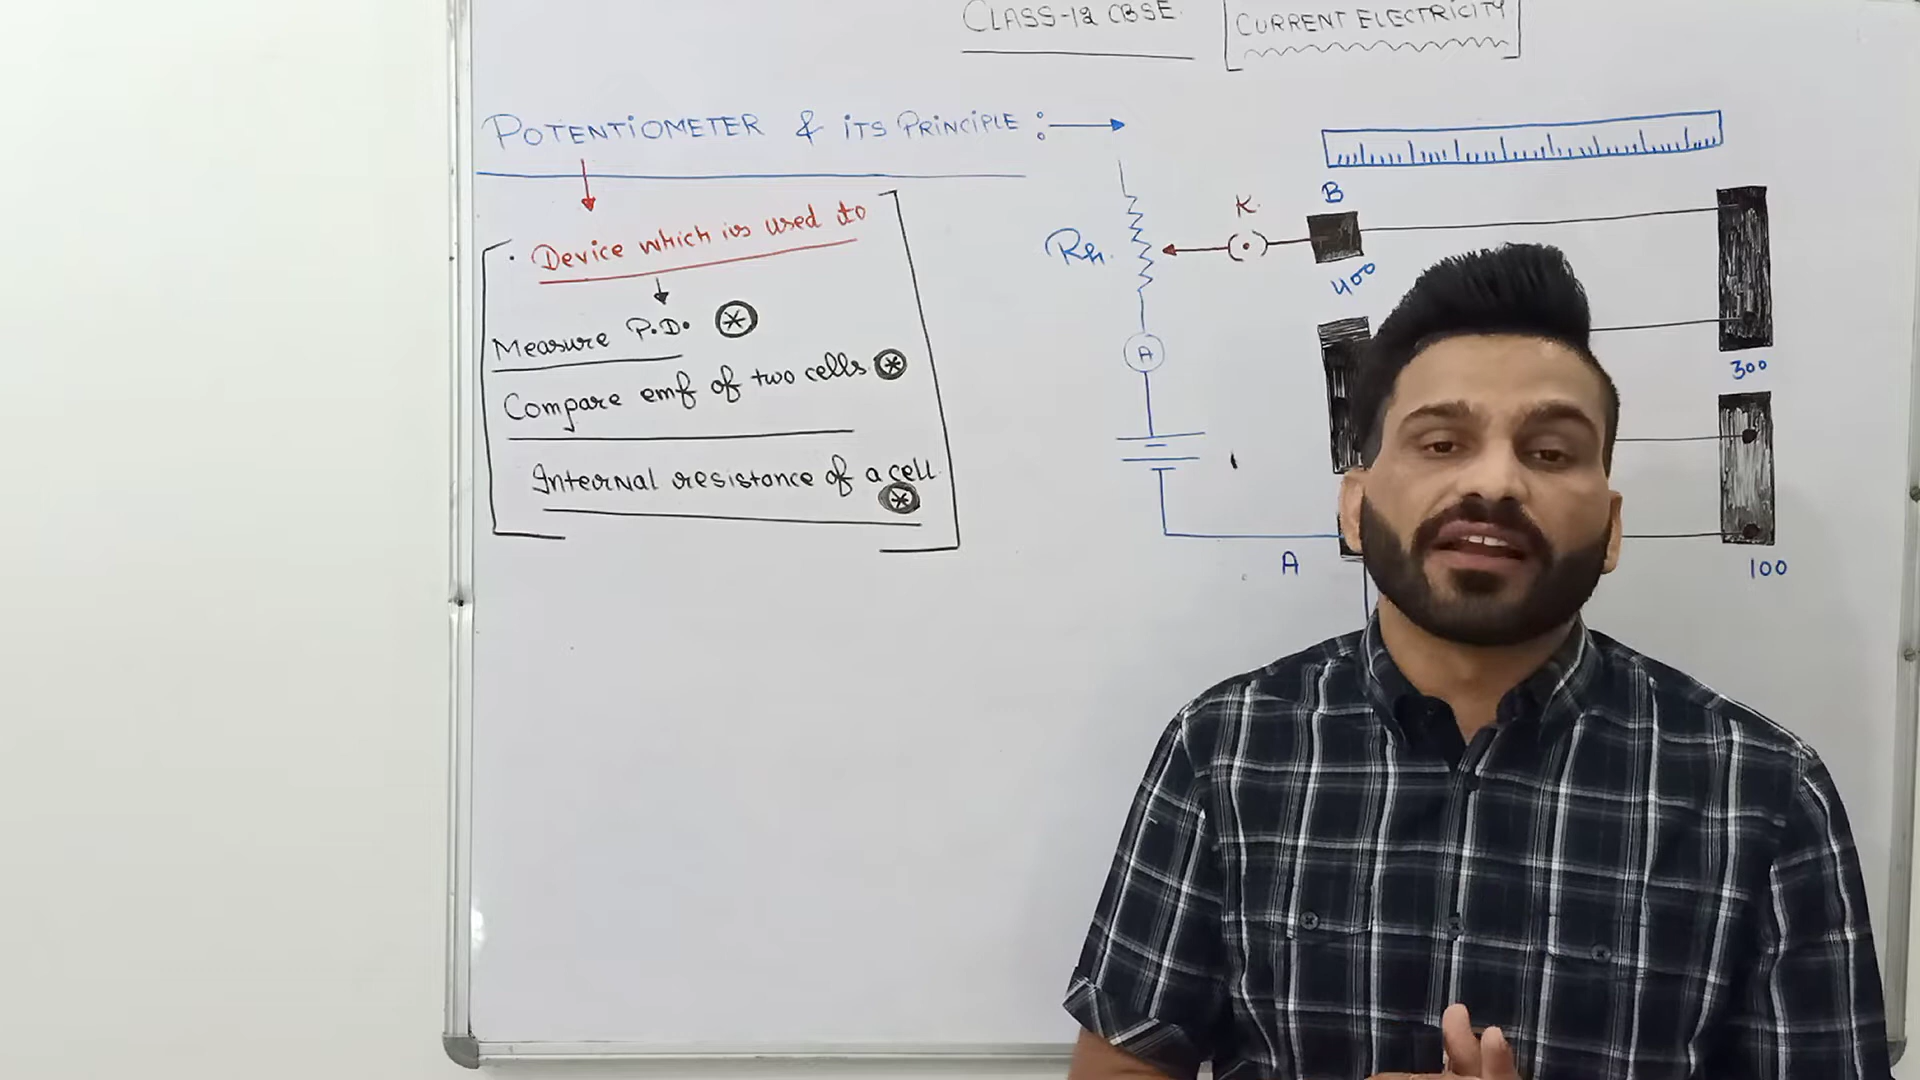 CLASS-12 CBSE.
CURRENT ELECTRICITY
POTENTIOMETER & ITS PRINCIPLE :
Device which is used to
Measure P.D.
Compare emf of two cells.
Internal resistance of a cell.
Rh.
K.
B
400
A
300
A
100